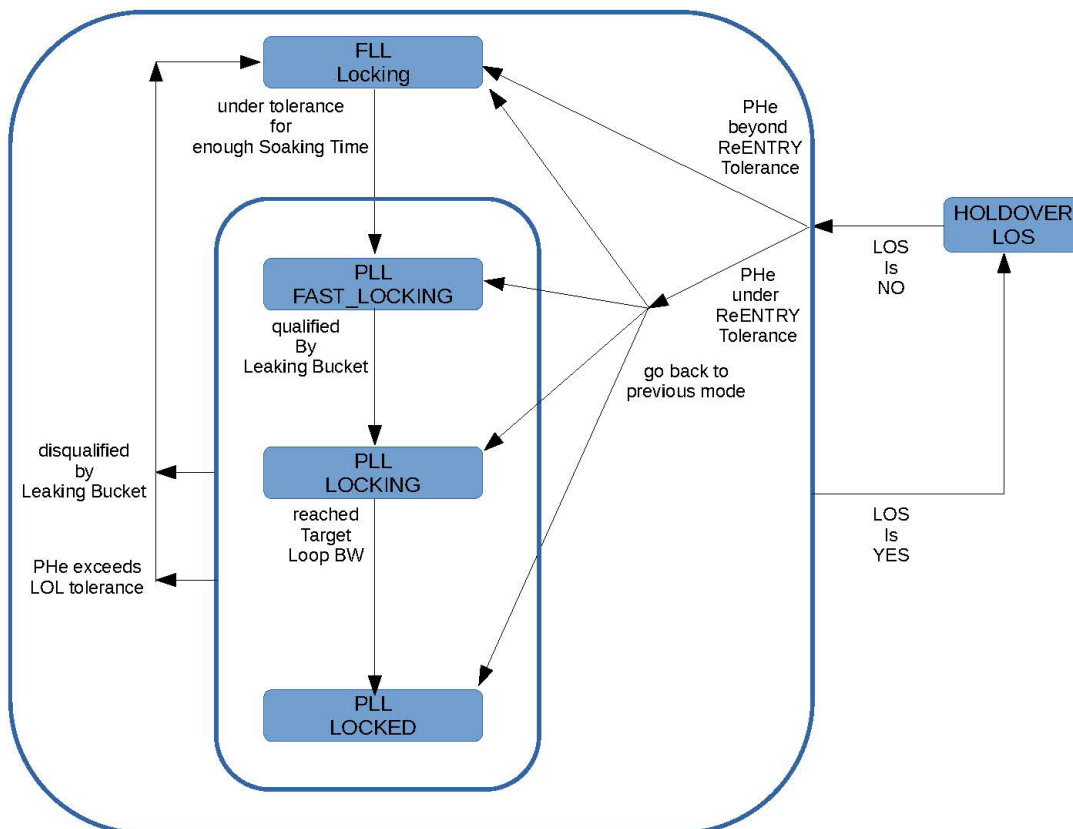 FLL
Locking
under tolerance
for
enough Soaking Time
PHe
beyond
ReENTRY
Tolerance
HOLDOVER
LOS
LOS
Is
NO
PLL
FAST_LOCKING
PHe
under
ReENTRY
Tolerance
qualified
By
Leaking Bucket
go back to
previous mode
disqualified
by
Leaking Bucket
PLL
LOCKING
reached
Target
Loop BW
LOS
Is
YES
PHe exceeds
LOL tolerance
PLL
LOCKED